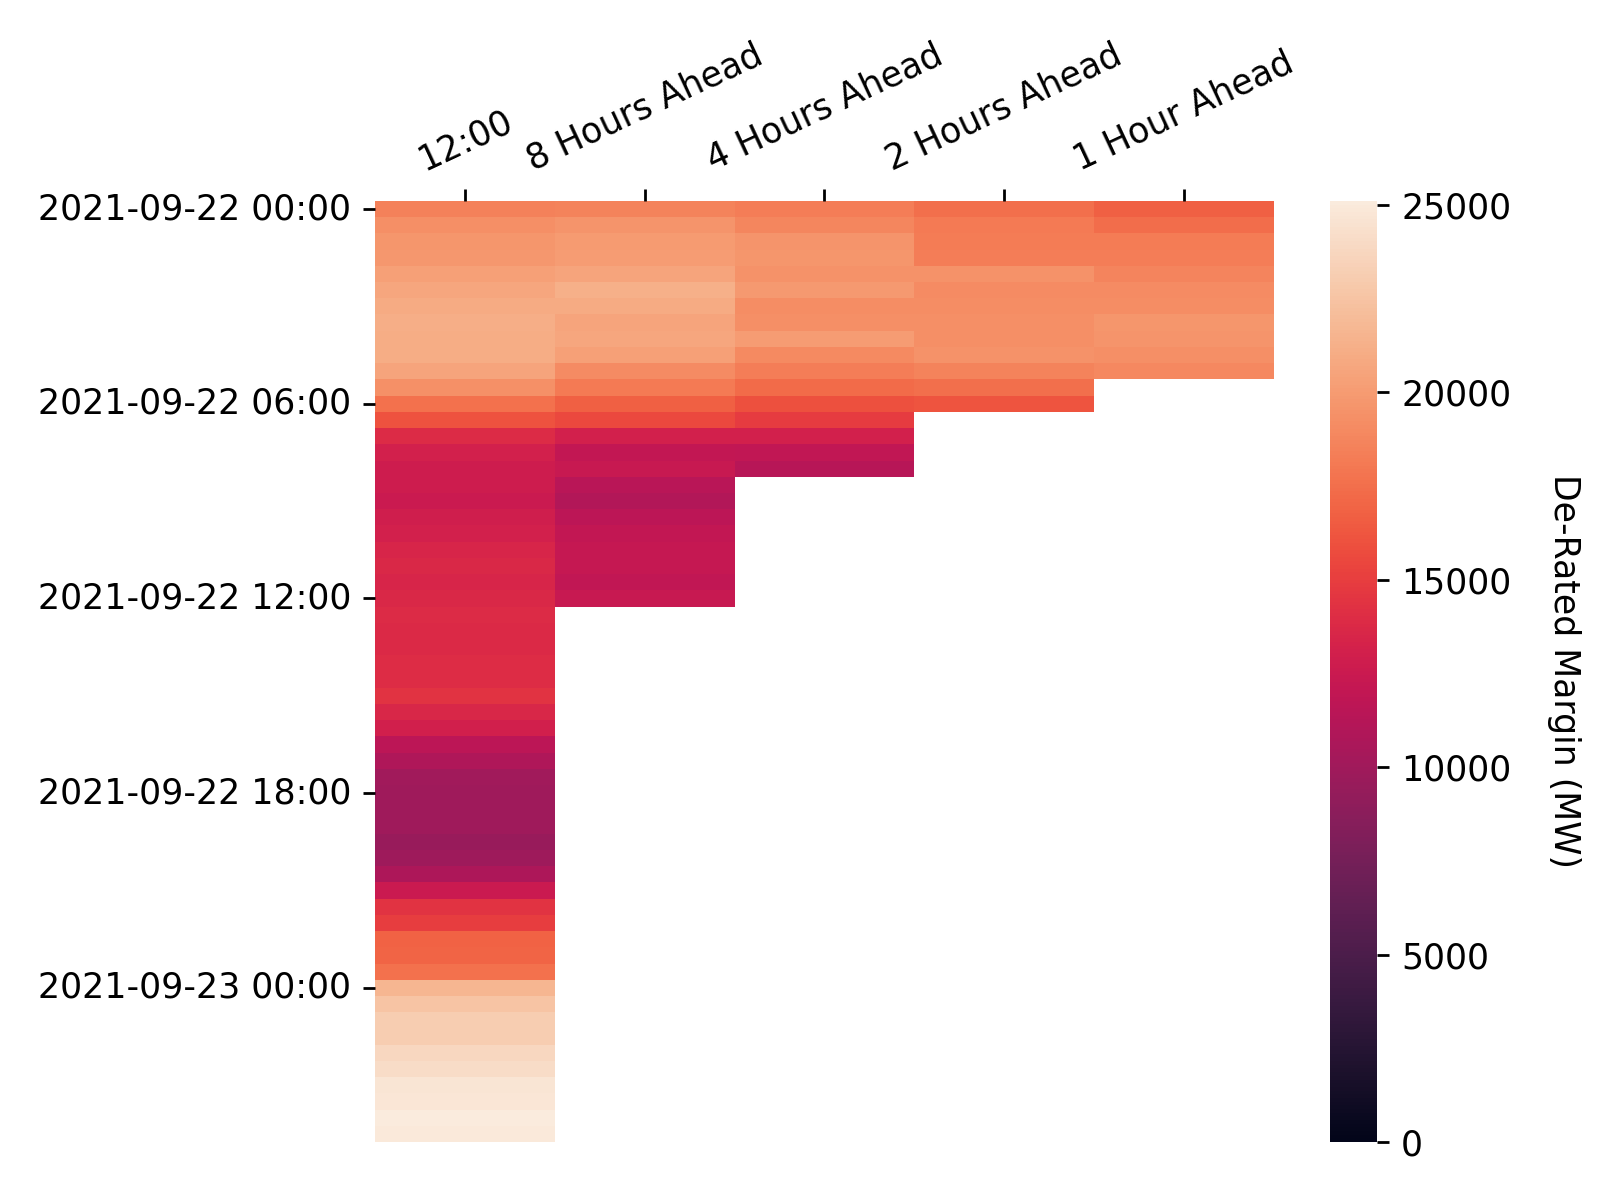 12:00
8 Hours Ahead
4 Hours Ahead
2 Hours Ahead
1 Hour Ahead
2021-09-22 00:00
2021-09-22 06:00
2021-09-22 12:00
2021-09-22 18:00
2021-09-23 00:00
25000
20000
15000
10000
5000
0
De-Rated Margin (MW)